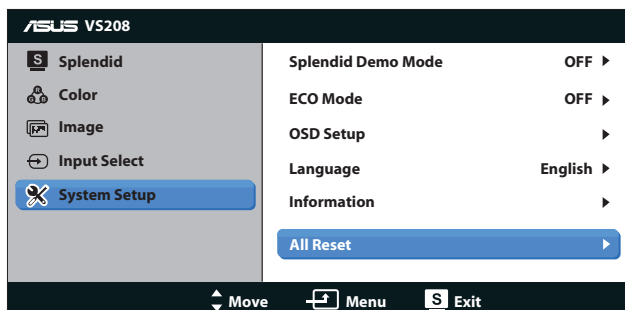 ASUS VS208
S Splendid
R G B Color
Image
Input Select
System Setup
Splendid Demo Mode OFF
ECO Mode OFF
OSD Setup
Language English
Information
All Reset
Move Menu S Exit